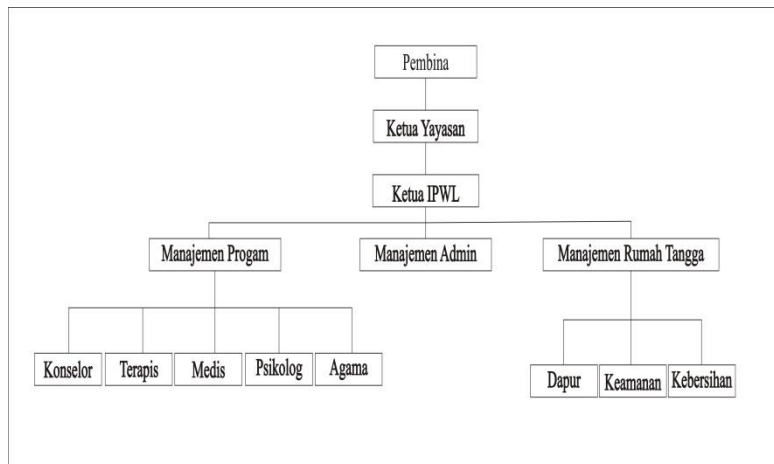 Pembina
Ketua Yayasan
Ketua IPWL
Manajemen Progam
Manajemen Admin
Manajemen Rumah Tangga
Konselor
Terapis
Medis
Psikolog
Agama
Dapur
Keamanan
Kebersihan